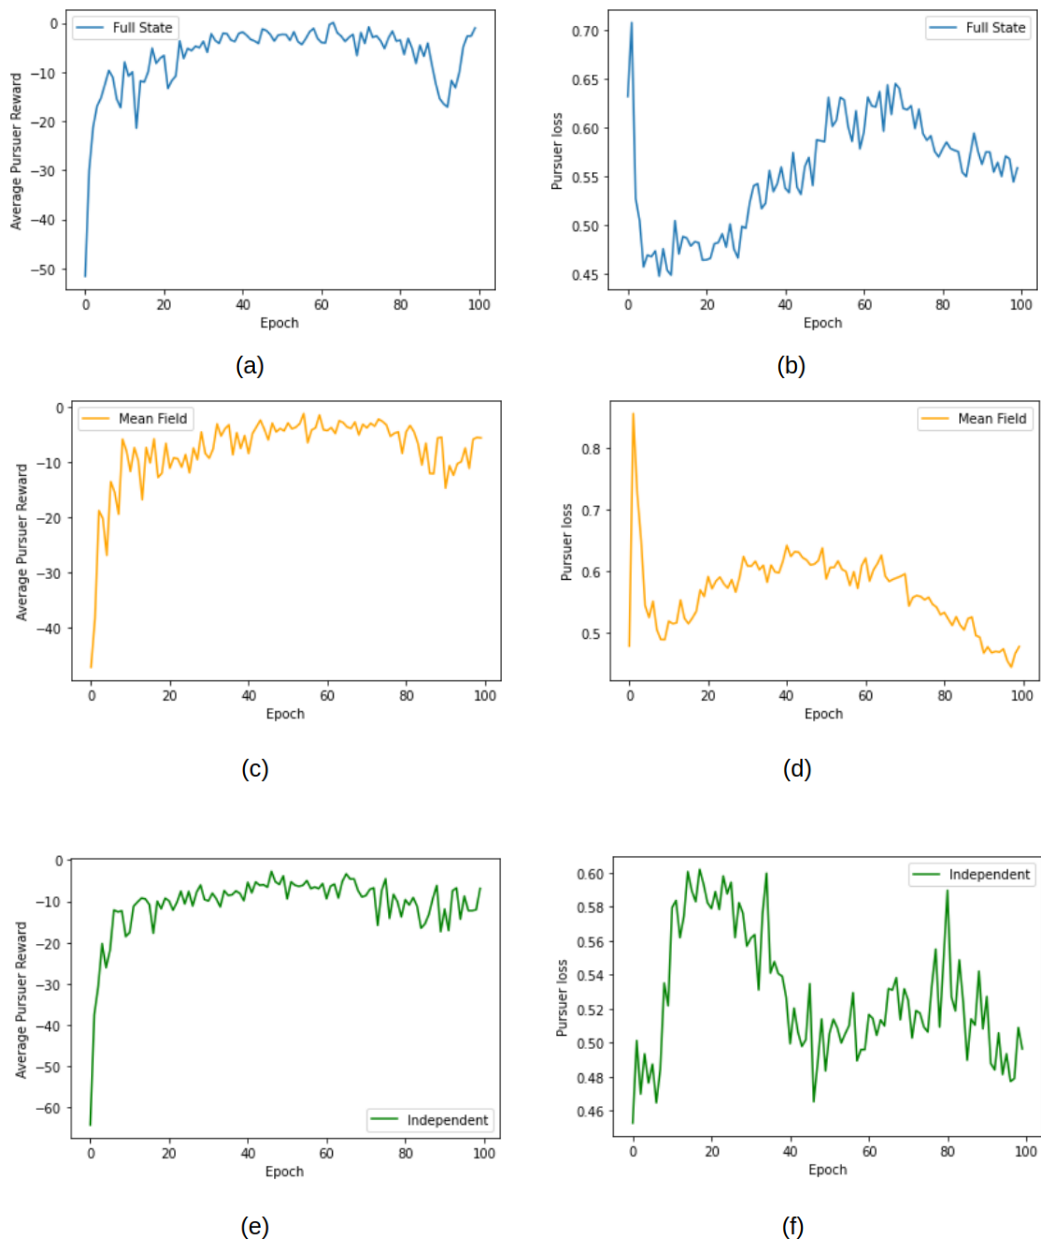 Full State
Average Pursuer Reward
0
−10
−20
−30
−40
−50
0 20 40 60 80 100
Epoch
(a)
Full State
Pursuer loss
0.70
0.65
0.60
0.55
0.50
0.45
0 20 40 60 80 100
Epoch
(b)
Mean Field
Average Pursuer Reward
0
−10
−20
−30
−40
0 20 40 60 80 100
Epoch
(c)
Mean Field
Pursuer loss
0.8
0.7
0.6
0.5
0 20 40 60 80 100
Epoch
(d)
Independent
Average Pursuer Reward
0
−10
−20
−30
−40
−50
−60
0 20 40 60 80 100
Epoch
(e)
Independent
Pursuer loss
0.60
0.58
0.56
0.54
0.52
0.50
0.48
0.46
0 20 40 60 80 100
Epoch
(f)